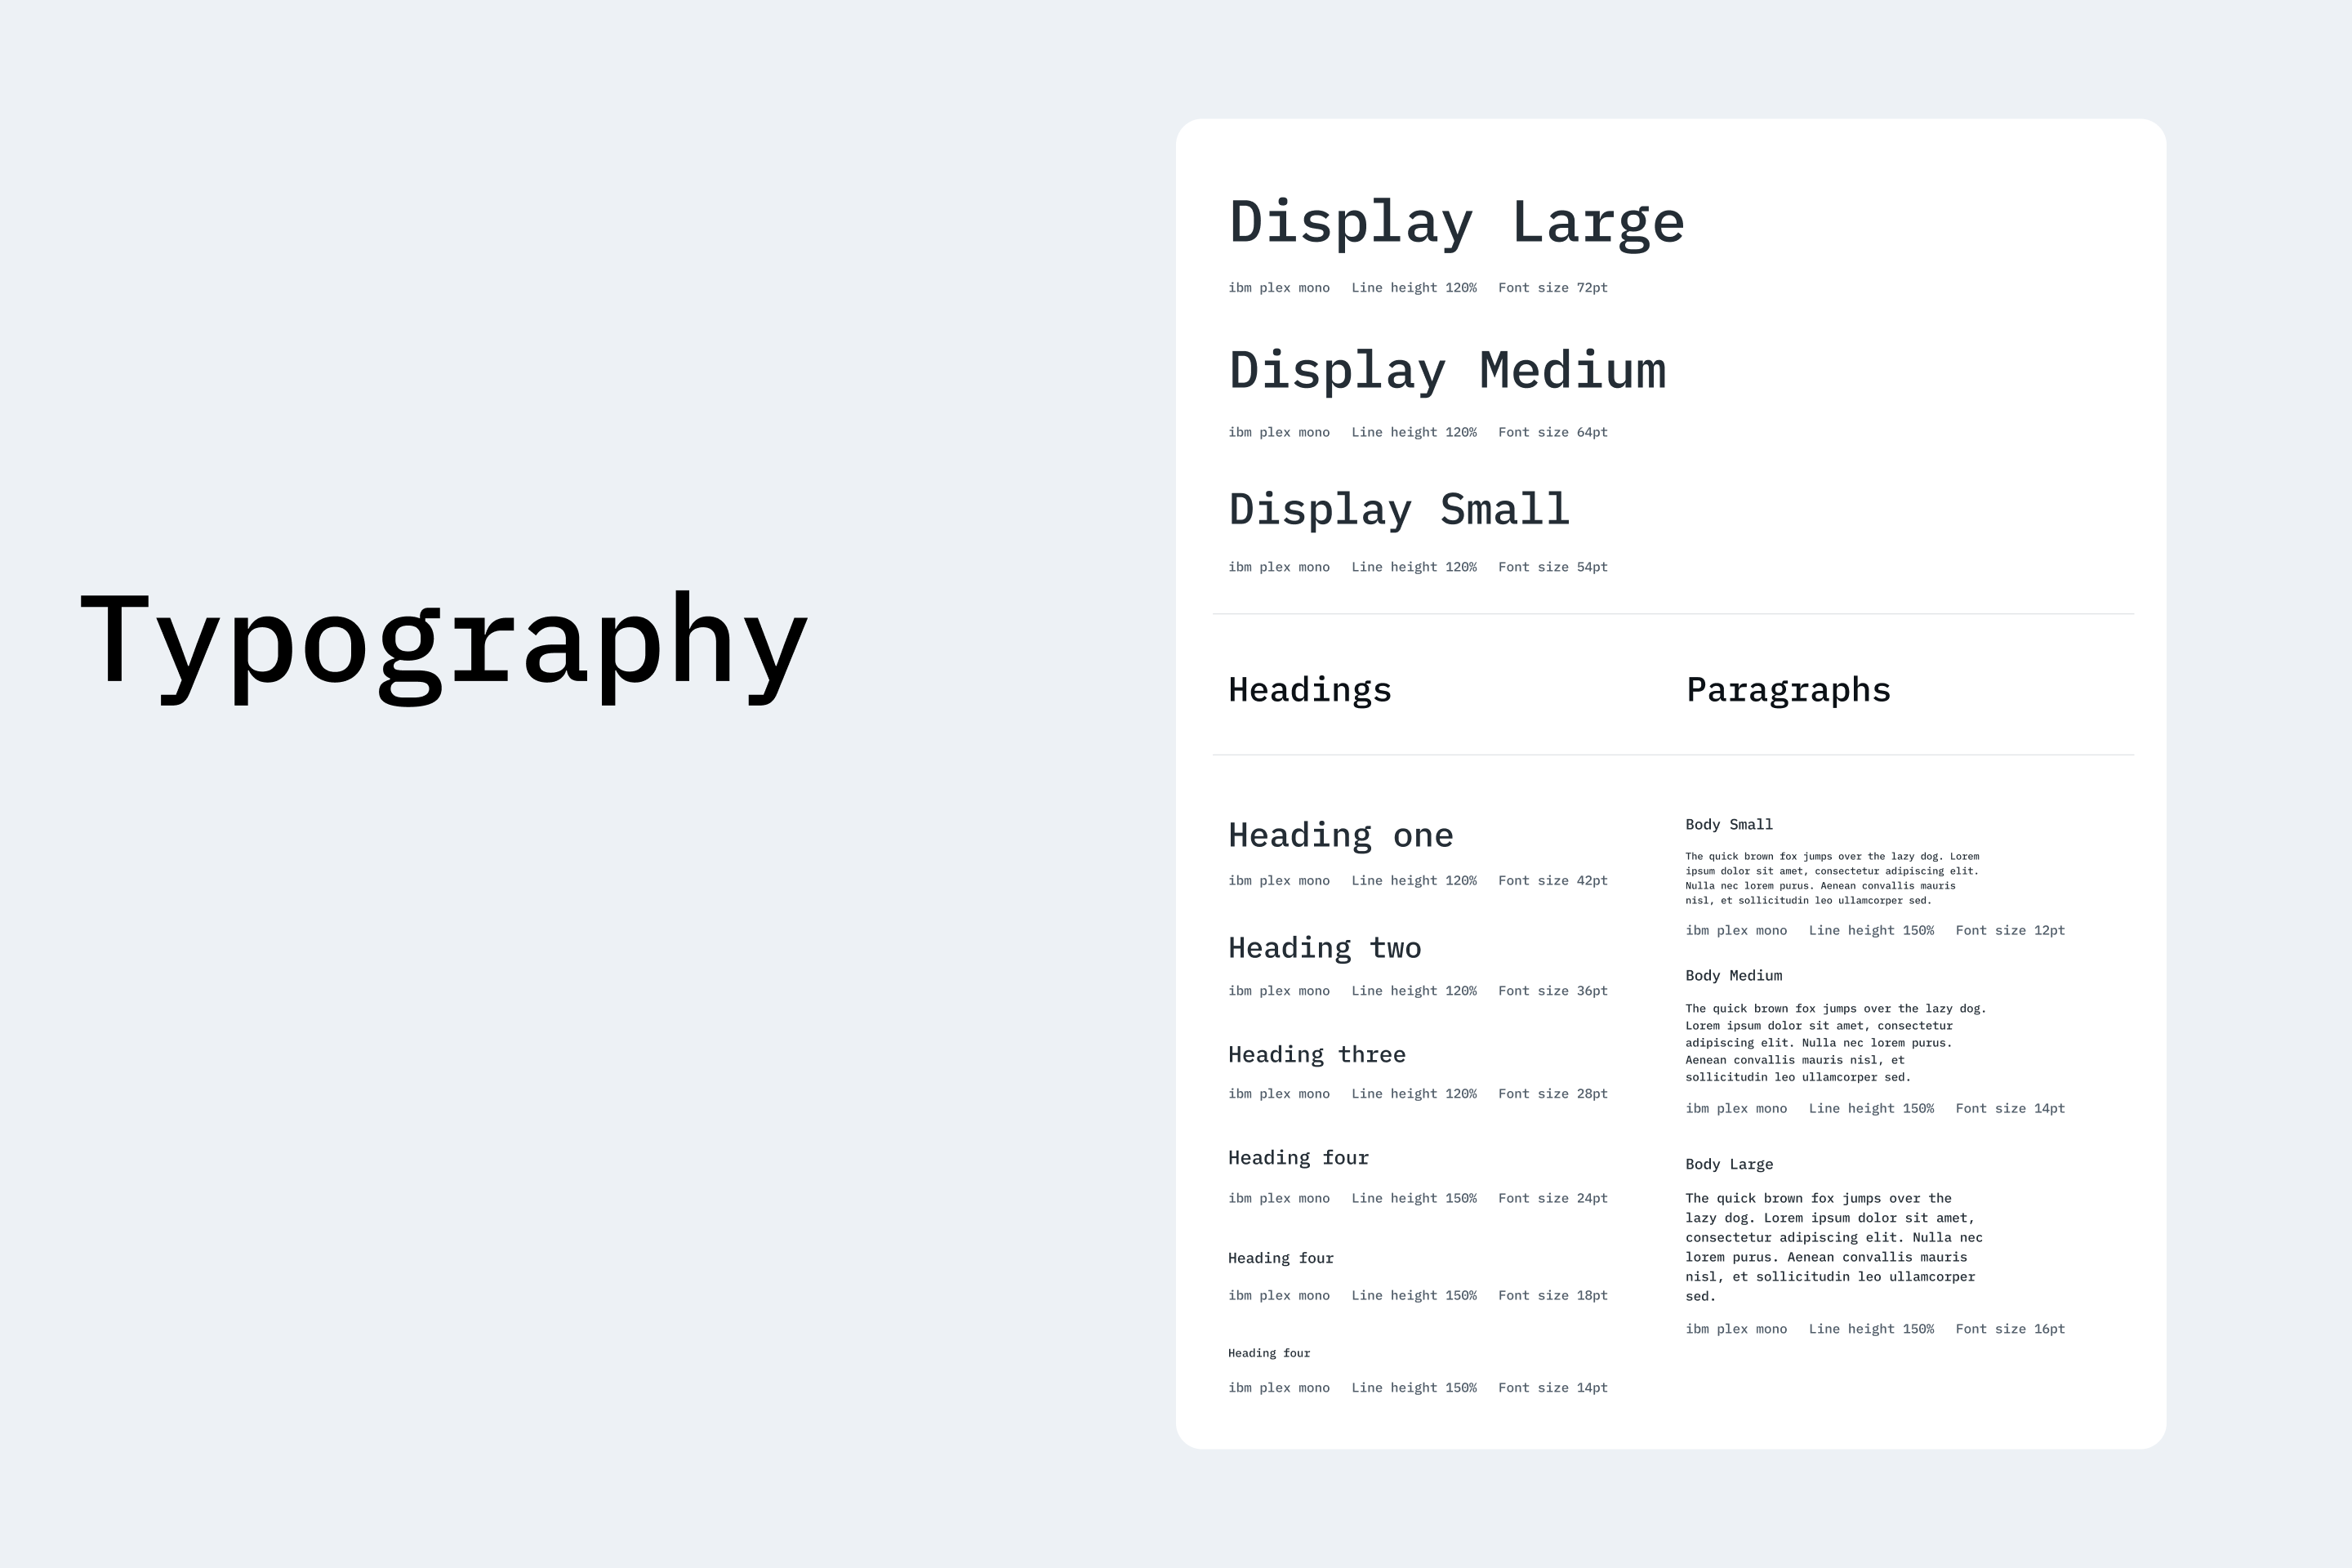 Typography
Display Large
ibm plex mono Line height 120% Font size 72pt
Display Medium
ibm plex mono Line height 120% Font size 64pt
Display Small
ibm plex mono Line height 120% Font size 54pt
Headings
Heading one
ibm plex mono Line height 120% Font size 42pt
Heading two
ibm plex mono Line height 120% Font size 36pt
Heading three
ibm plex mono Line height 120% Font size 28pt
Heading four
ibm plex mono Line height 150% Font size 24pt
Heading four
ibm plex mono Line height 150% Font size 18pt
Heading four
ibm plex mono Line height 150% Font size 14pt
Paragraphs
Body Small
The quick brown fox jumps over the lazy dog. Lorem
ipsum dolor sit amet, consectetur adipiscing elit.
Nulla nec lorem purus. Aenean convallis mauris
nisl, et sollicitudin leo ullamcorper sed.
ibm plex mono Line height 150% Font size 12pt
Body Medium
The quick brown fox jumps over the lazy dog.
Lorem ipsum dolor sit amet, consectetur
adipiscing elit. Nulla nec lorem purus.
Aenean convallis mauris nisl, et
sollicitudin leo ullamcorper sed.
ibm plex mono Line height 150% Font size 14pt
Body Large
The quick brown fox jumps over the
lazy dog. Lorem ipsum dolor sit amet,
consectetur adipiscing elit. Nulla nec
lorem purus. Aenean convallis mauris
nisl, et sollicitudin leo ullamcorper
sed.
ibm plex mono Line height 150% Font size 16pt